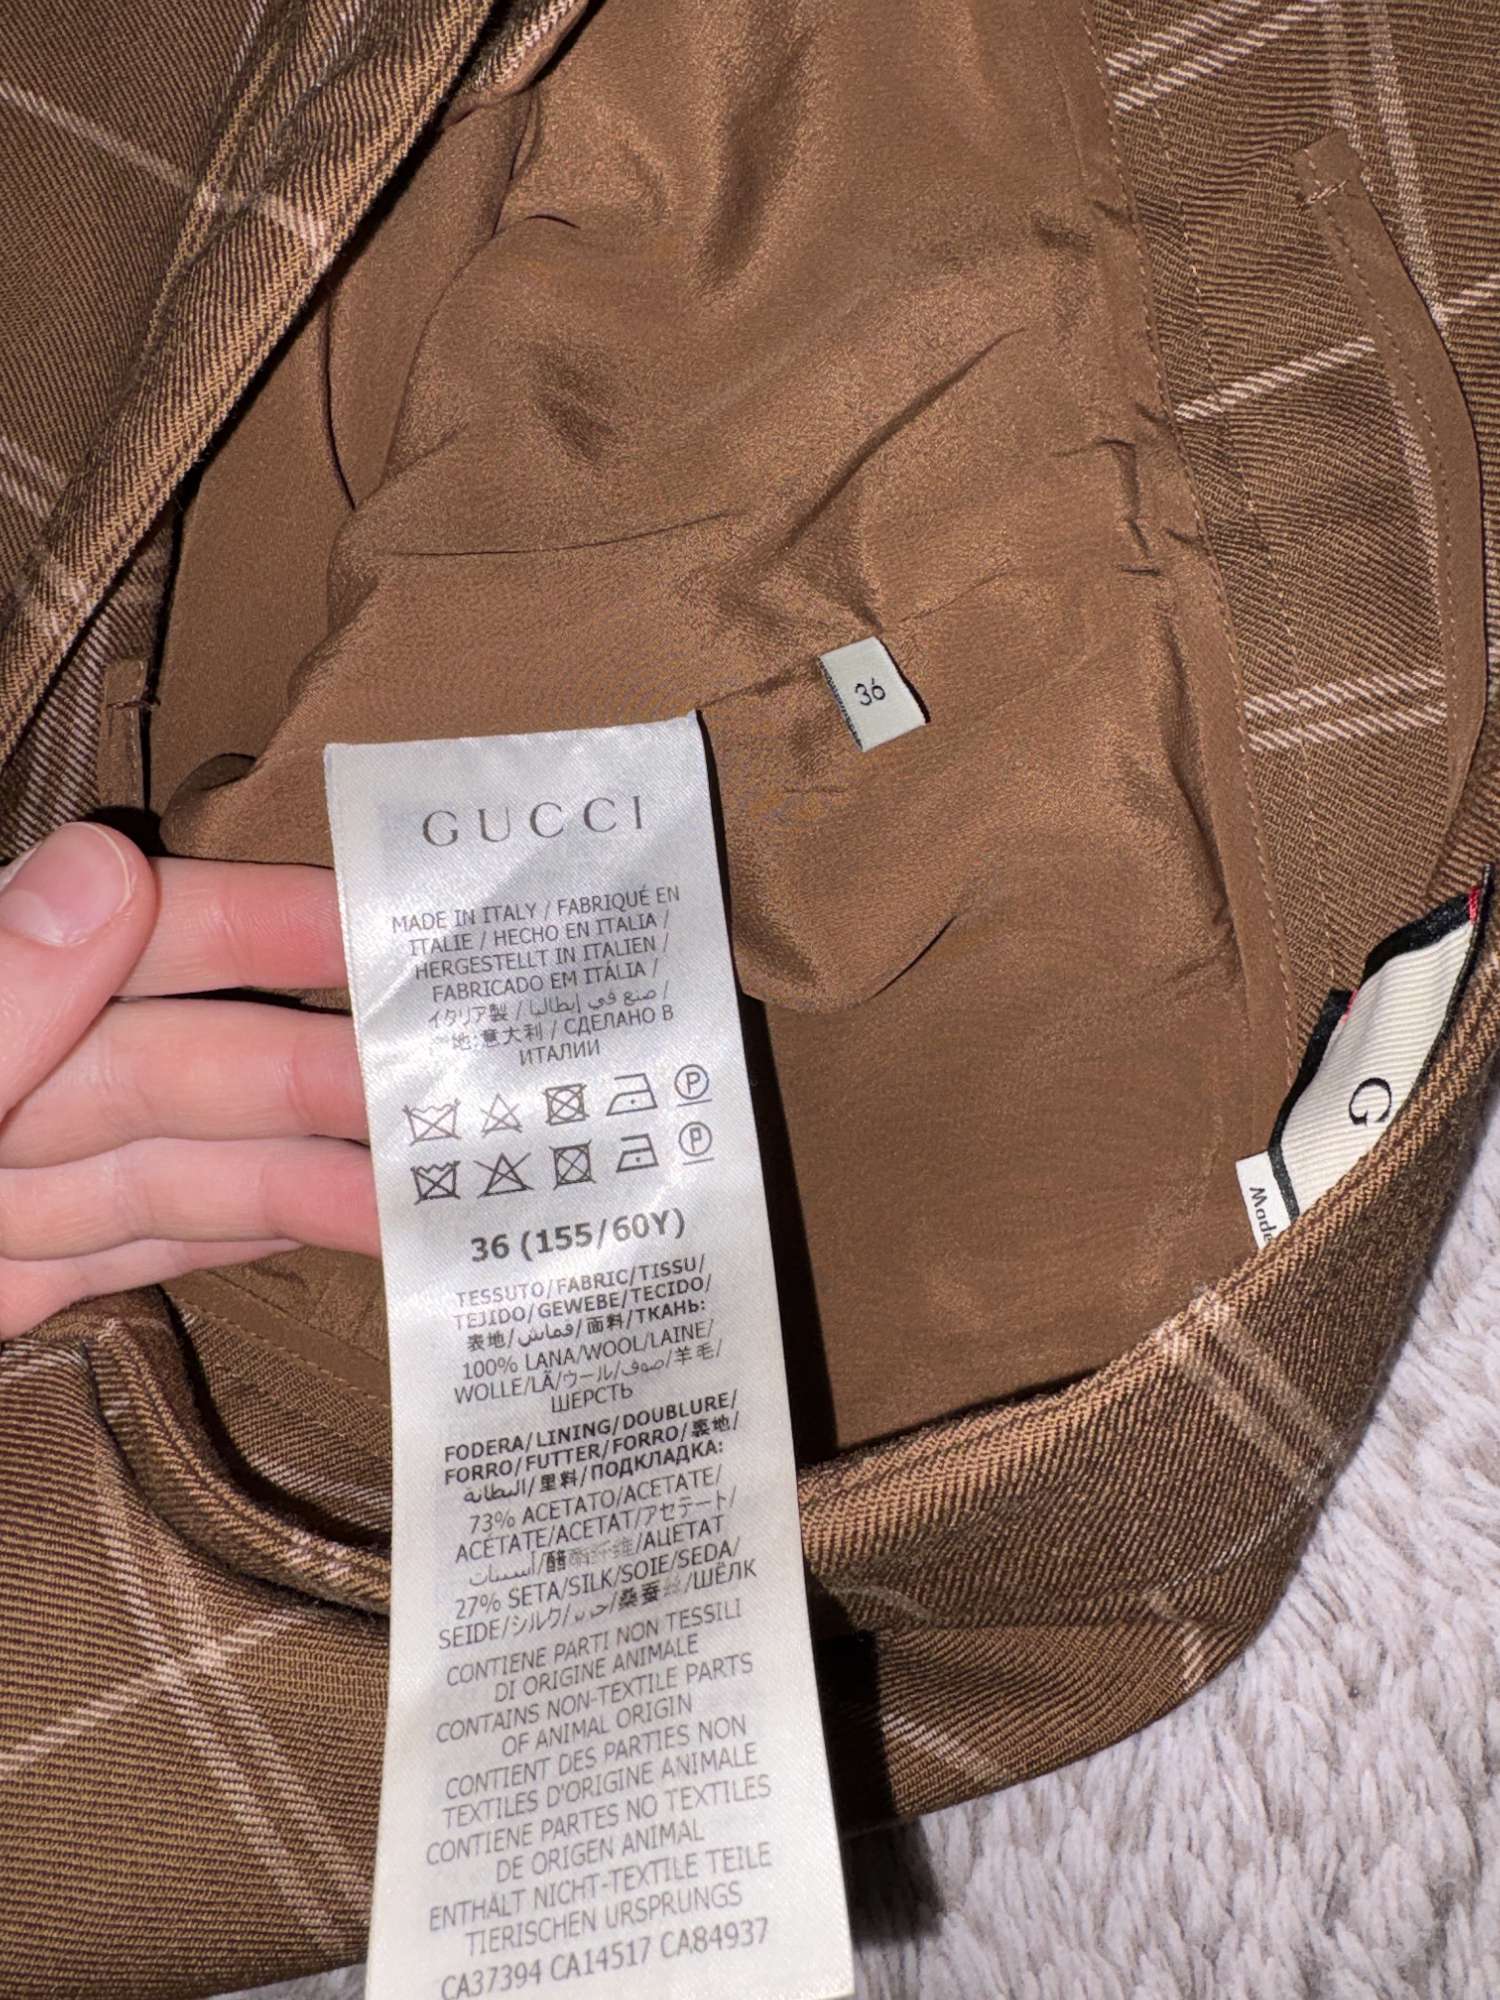 36
GUCCI
MADE IN ITALY / FABRIQUÉ EN
ITALIE / HECHO EN ITALIA /
HERGESTELLT IN ITALIEN /
FABRICADO EM ITÁLIA /
イタリア製 / صنع في إيطاليا /
地:意大利 / СДЕЛАНО В
ИТАЛИИ
P
P
36 (155/60Y)
TESSUTO/FABRIC/TISSU/
TEJIDO/GEWEBE/TECIDO/
表地/قماش/面料/ТКАНЬ:
100% LANA/WOOL/LAINE/
WOLLE/LÃ/ウール/صوف/羊毛/
ШЕРСТЬ
FODERA/LINING/DOUBLURE/
FORRO/FUTTER/FORRO/裏地/
البطانة/里料/ПОДКЛАДКА:
73% ACETATO/ACETATE/
ACÉTATE/ACETAT/アセテート/
أسيتات/醋酯纤维/АЦЕТАТ
27% SETA/SILK/SOIE/SEDA/
SEIDE/シルク/حرير/桑蚕丝/ШЁЛК
CONTIENE PARTI NON TESSILI
DI ORIGINE ANIMALE
CONTAINS NON-TEXTILE PARTS
OF ANIMAL ORIGIN
CONTIENT DES PARTIES NON
TEXTILES D'ORIGINE ANIMALE
CONTIENE PARTES NO TEXTILES
DE ORIGEN ANIMAL
ENTHÄLT NICHT-TEXTILE TEILE
TIERISCHEN URSPRUNGS
CA37394 CA14517 CA84937
G
Made